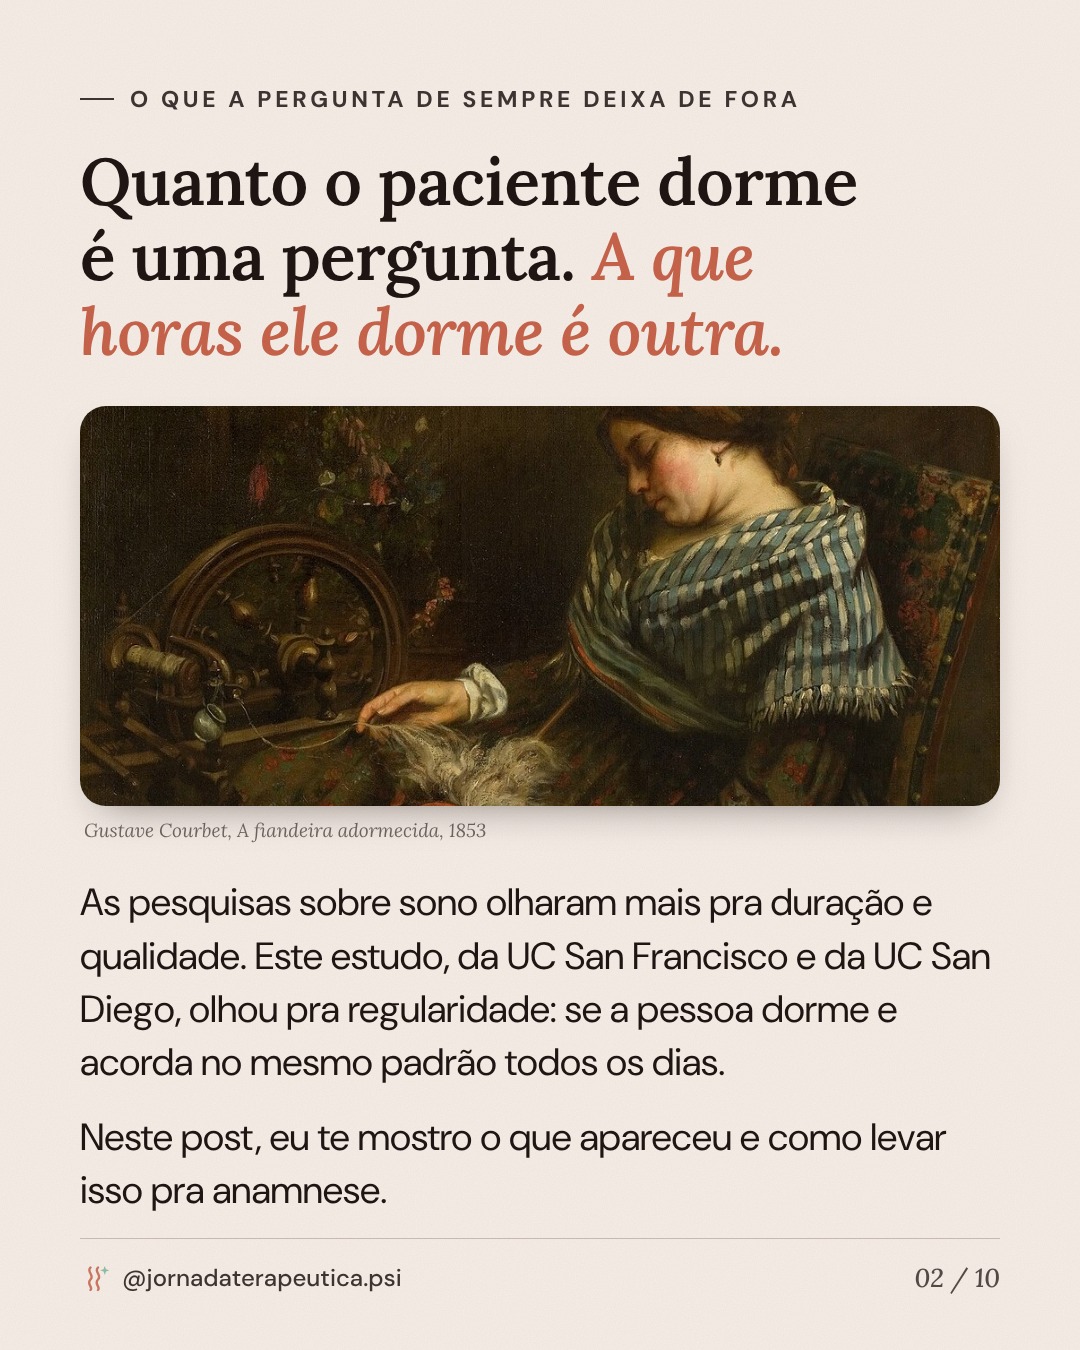 O QUE A PERGUNTA DE SEMPRE DEIXA DE FORA
Quanto o paciente dorme
é uma pergunta. A que
horas ele dorme é outra.
Gustave Courbet, A fiandeira adormecida, 1853
As pesquisas sobre sono olharam mais pra duração e
qualidade. Este estudo, da UC San Francisco e da UC San
Diego, olhou pra regularidade: se a pessoa dorme e
acorda no mesmo padrão todos os dias.
Neste post, eu te mostro o que apareceu e como levar
isso pra anamnese.
@jornadaterapeutica.psi
02 / 10